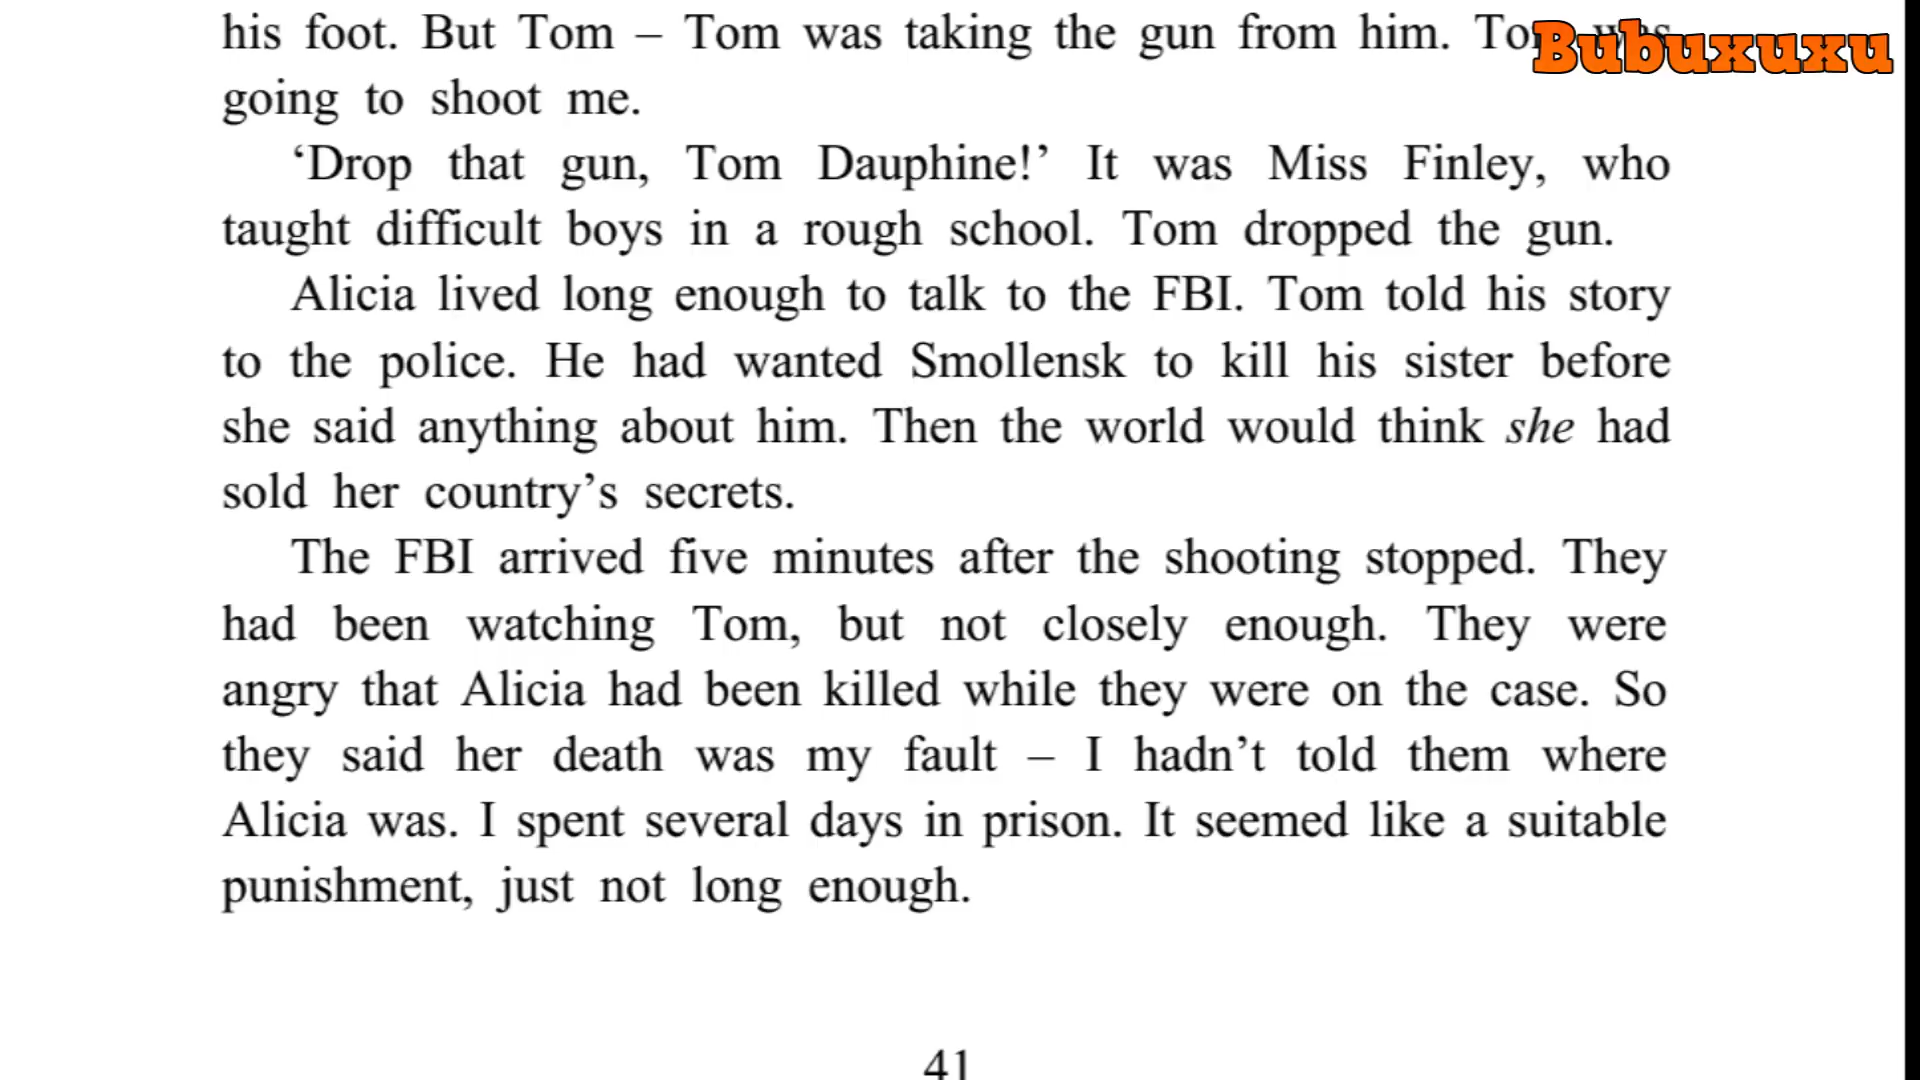 his foot. But Tom – Tom was taking the gun from him. Tom was
Bubuxuxu
going to shoot me.
‘Drop that gun, Tom Dauphine!’ It was Miss Finley, who
taught difficult boys in a rough school. Tom dropped the gun.
Alicia lived long enough to talk to the FBI. Tom told his story
to the police. He had wanted Smollensk to kill his sister before
she said anything about him. Then the world would think she had
sold her country’s secrets.
The FBI arrived five minutes after the shooting stopped. They
had been watching Tom, but not closely enough. They were
angry that Alicia had been killed while they were on the case. So
they said her death was my fault – I hadn’t told them where
Alicia was. I spent several days in prison. It seemed like a suitable
punishment, just not long enough.
41